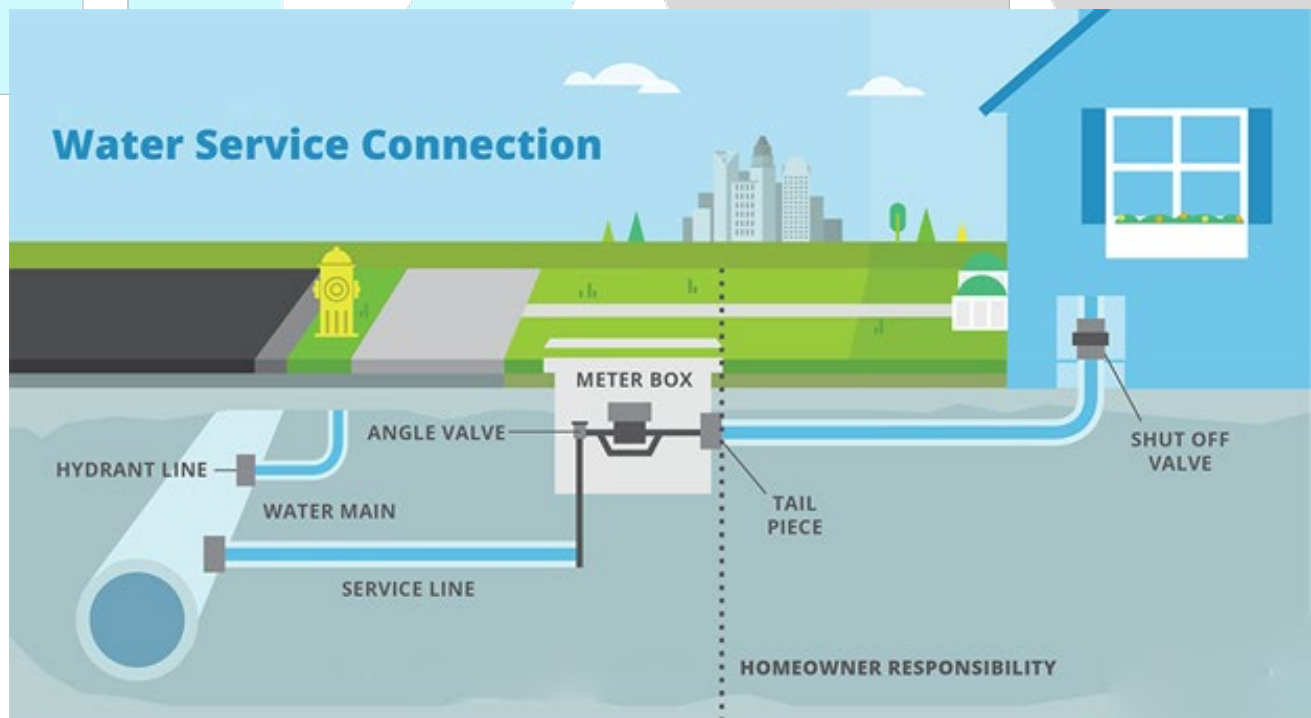 Water Service Connection
METER BOX
ANGLE VALVE
HYDRANT LINE
WATER MAIN
SERVICE LINE
TAIL
PIECE
SHUT OFF
VALVE
HOMEOWNER RESPONSIBILITY